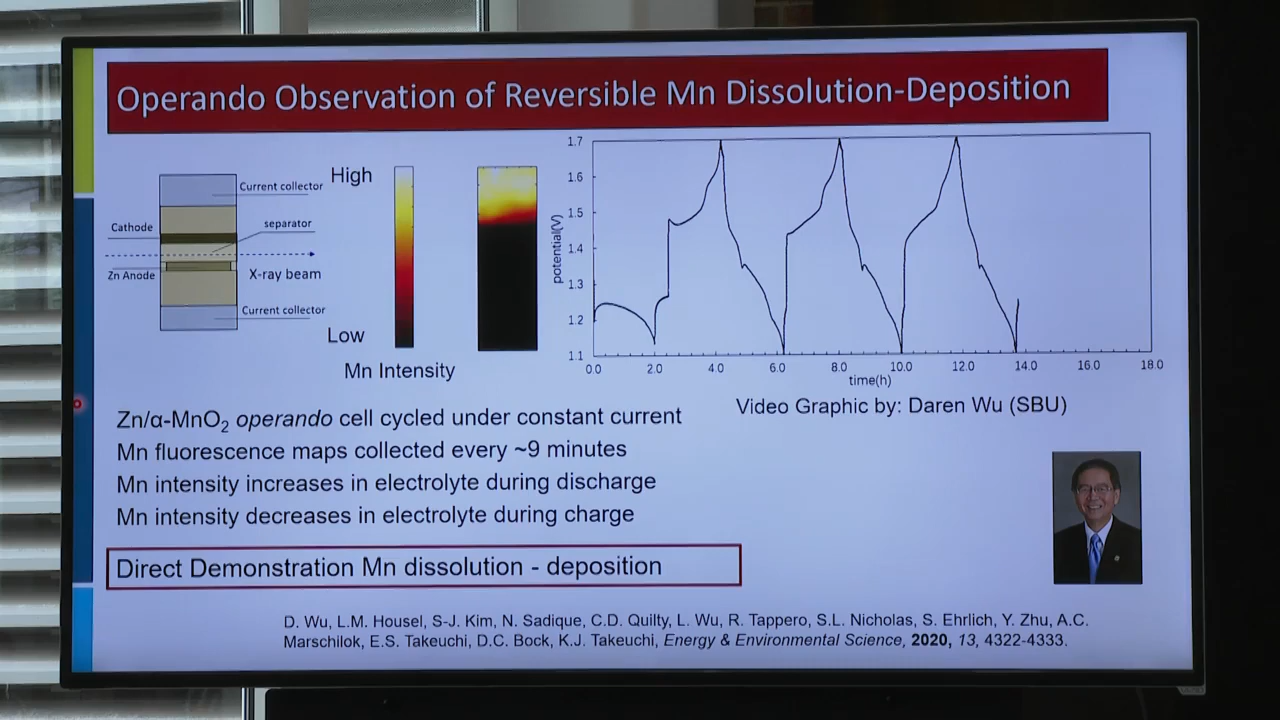 Operando Observation of Reversible Mn Dissolution-Deposition
Current collector
Cathode
separator
Zn Anode
X-ray beam
Current collector
High
Low
Mn Intensity
potential(V)
1.7
1.6
1.5
1.4
1.3
1.2
1.1
0.0 2.0 4.0 6.0 8.0 10.0 12.0 14.0 16.0 18.0
time(h)
Video Graphic by: Daren Wu (SBU)
Zn/α-MnO₂ operando cell cycled under constant current
Mn fluorescence maps collected every ~9 minutes
Mn intensity increases in electrolyte during discharge
Mn intensity decreases in electrolyte during charge
Direct Demonstration Mn dissolution - deposition
D. Wu, L.M. Housel, S-J. Kim, N. Sadique, C.D. Quilty, L. Wu, R. Tappero, S.L. Nicholas, S. Ehrlich, Y. Zhu, A.C.
Marschilok, E.S. Takeuchi, D.C. Bock, K.J. Takeuchi, Energy & Environmental Science, 2020, 13, 4322-4333.